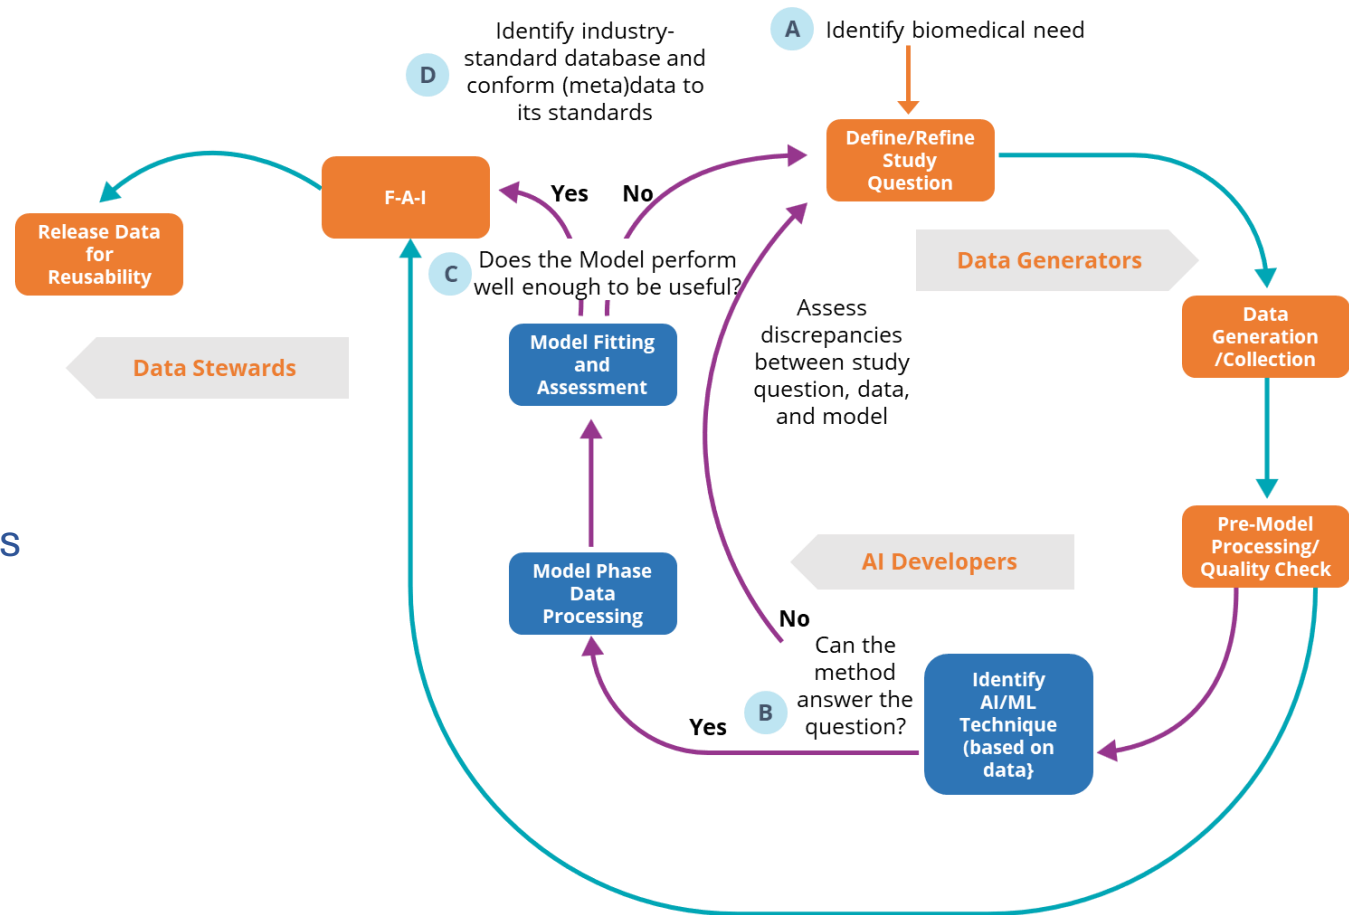 A
Identify biomedical need
Identify industry-
standard database and
conform (meta)data to
its standards
D
Define/Refine
Study
Question
F-A-I
Yes
No
Release Data
for
Reusability
C
Does the Model perform
well enough to be useful?
Data Generators
Data
Generation
/Collection
Assess
discrepancies
between study
question, data,
and model
Model Fitting
and
Assessment
Data Stewards
s
Pre-Model
Processing/
Quality Check
AI Developers
Model Phase
Data
Processing
No
Can the
method
answer the
question?
B
Yes
Identify
AI/ML
Technique
(based on
data}